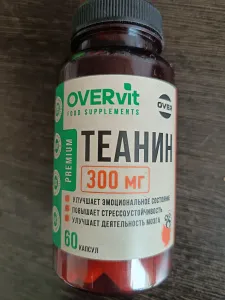 OVERvit
FOOD SUPPLEMENTS
OVER
PREMIUM
ТЕАНИН
300 МГ
УЛУЧШАЕТ ЭМОЦИОНАЛЬНОЕ СОСТОЯНИЕ
ПОВЫШАЕТ СТРЕССОУСТОЙЧИВОСТЬ
УЛУЧШАЕТ ДЕЯТЕЛЬНОСТЬ МОЗГА
60 КАПСУЛ